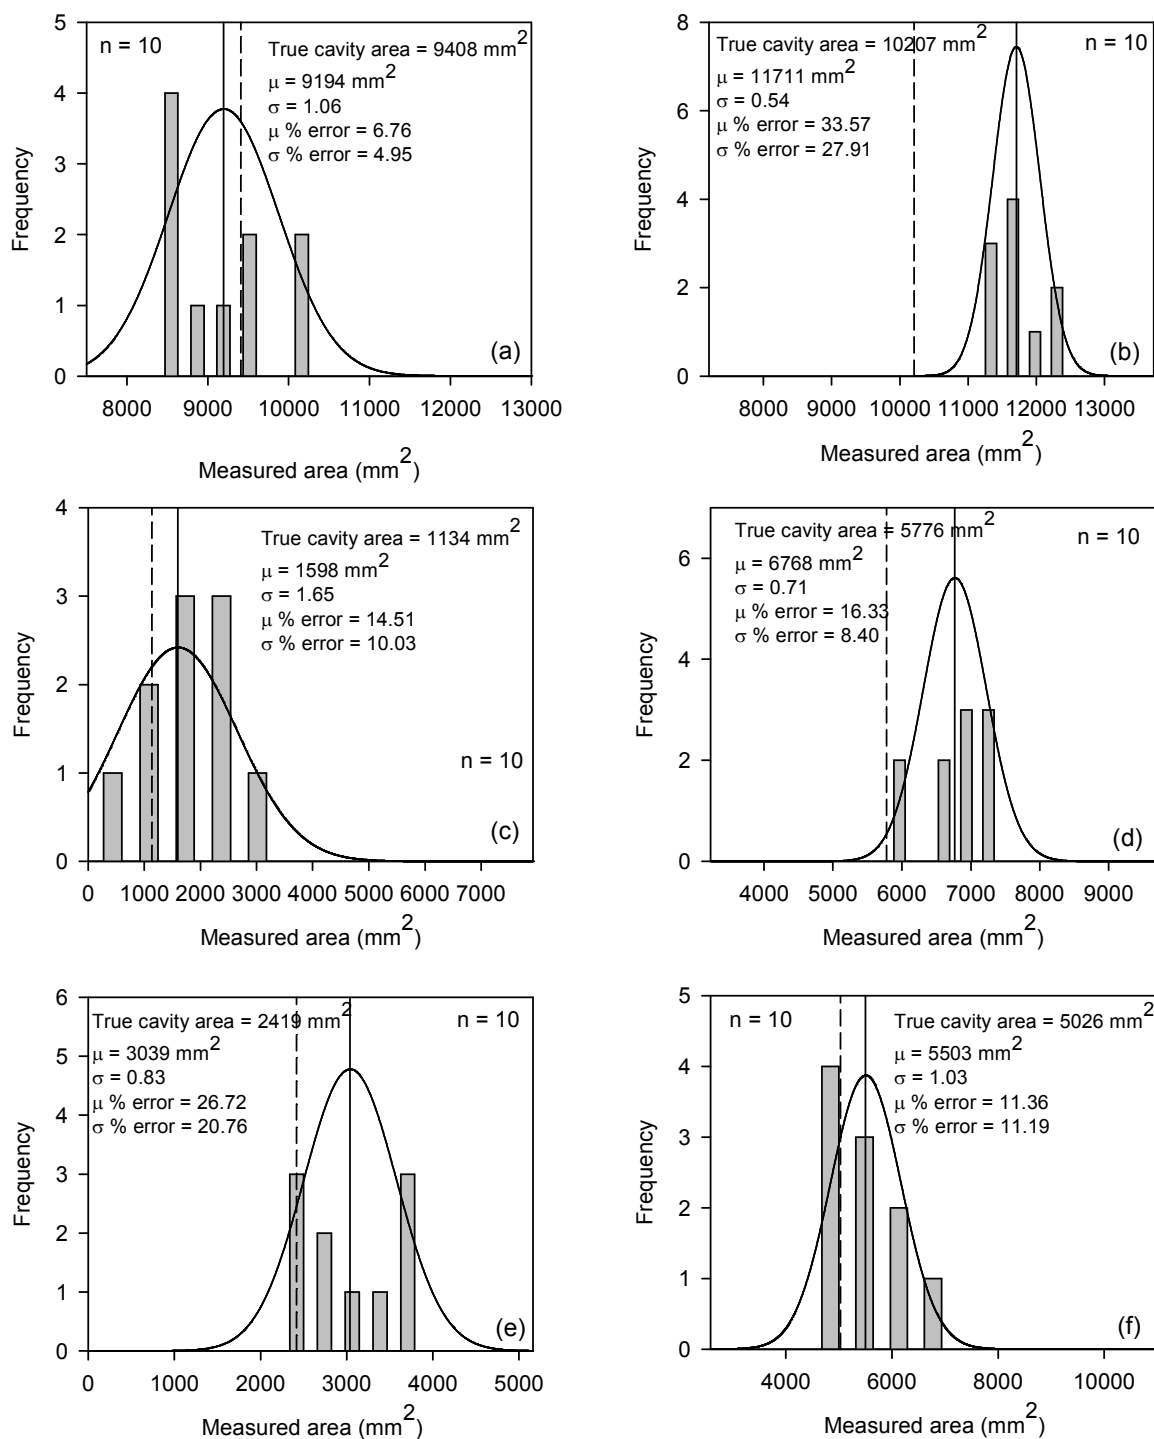 5
4
3
2
1
0
Frequency
n = 10
True cavity area = 9408 mm²
μ = 9194 mm²
σ = 1.06
μ % error = 6.76
σ % error = 4.95
(a)
8000 9000 10000 11000 12000 13000
Measured area (mm²)
8
6
4
2
0
Frequency
True cavity area = 10207 mm²
n = 10
μ = 11711 mm²
σ = 0.54
μ % error = 33.57
σ % error = 27.91
(b)
8000 9000 10000 11000 12000 13000
Measured area (mm²)
4
3
2
1
0
Frequency
True cavity area = 1134 mm²
μ = 1598 mm²
σ = 1.65
μ % error = 14.51
σ % error = 10.03
n = 10
(c)
0 1000 2000 3000 4000 5000 6000 7000
Measured area (mm²)
6
4
2
0
Frequency
True cavity area = 5776 mm²
n = 10
μ = 6768 mm²
σ = 0.71
μ % error = 16.33
σ % error = 8.40
(d)
4000 5000 6000 7000 8000 9000
Measured area (mm²)
6
5
4
3
2
1
0
Frequency
True cavity area = 2419 mm²
n = 10
μ = 3039 mm²
σ = 0.83
μ % error = 26.72
σ % error = 20.76
(e)
0 1000 2000 3000 4000 5000
Measured area (mm²)
5
4
3
2
1
0
Frequency
n = 10
True cavity area = 5026 mm²
μ = 5503 mm²
σ = 1.03
μ % error = 11.36
σ % error = 11.19
(f)
4000 6000 8000 10000
Measured area (mm²)